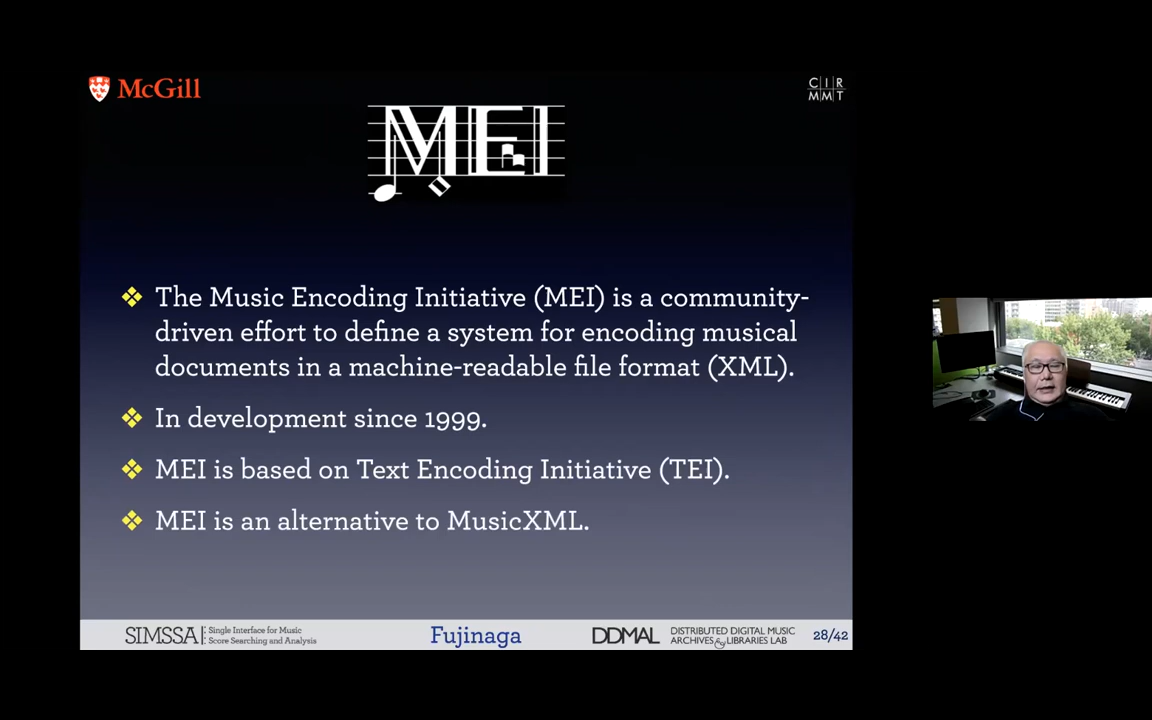 McGill
CIR
MMT
MEI
The Music Encoding Initiative (MEI) is a community-
driven effort to define a system for encoding musical
documents in a machine-readable file format (XML).
In development since 1999.
MEI is based on Text Encoding Initiative (TEI).
MEI is an alternative to MusicXML.
SIMSSA: Single Interface for Music
Score Searching and Analysis
Fujinaga
DDMAL DISTRIBUTED DIGITAL MUSIC
ARCHIVES & LIBRARIES LAB
28/42